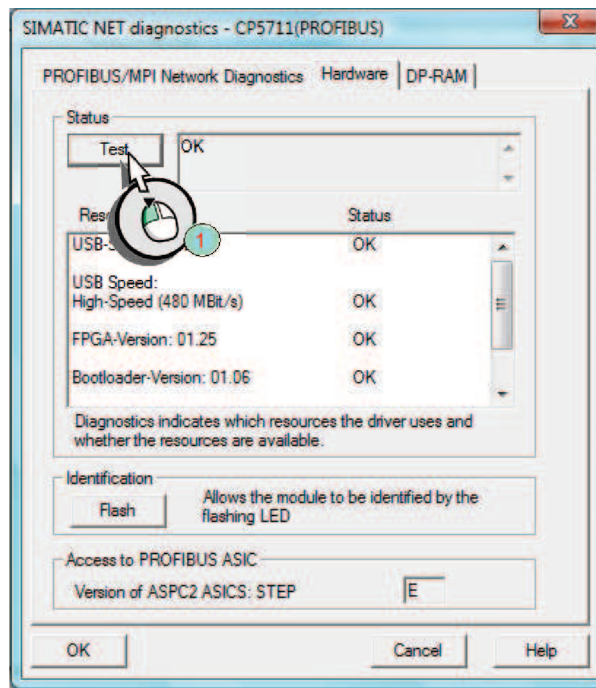 SIMATIC NET diagnostics - CP5711(PROFIBUS)
PROFIBUS/MPI Network Diagnostics Hardware DP-RAM
Status
Test OK
Status
1
OK
USB Speed:
High-Speed (480 MBit/s) OK
FPGA-Version: 01.25 OK
Bootloader-Version: 01.06 OK
Diagnostics indicates which resources the driver uses and
whether the resources are available.
Identification
Flash
Allows the module to be identified by the
flashing LED
Access to PROFIBUS ASIC
Version of ASPC2 ASICS: STEP E
OK Cancel Help